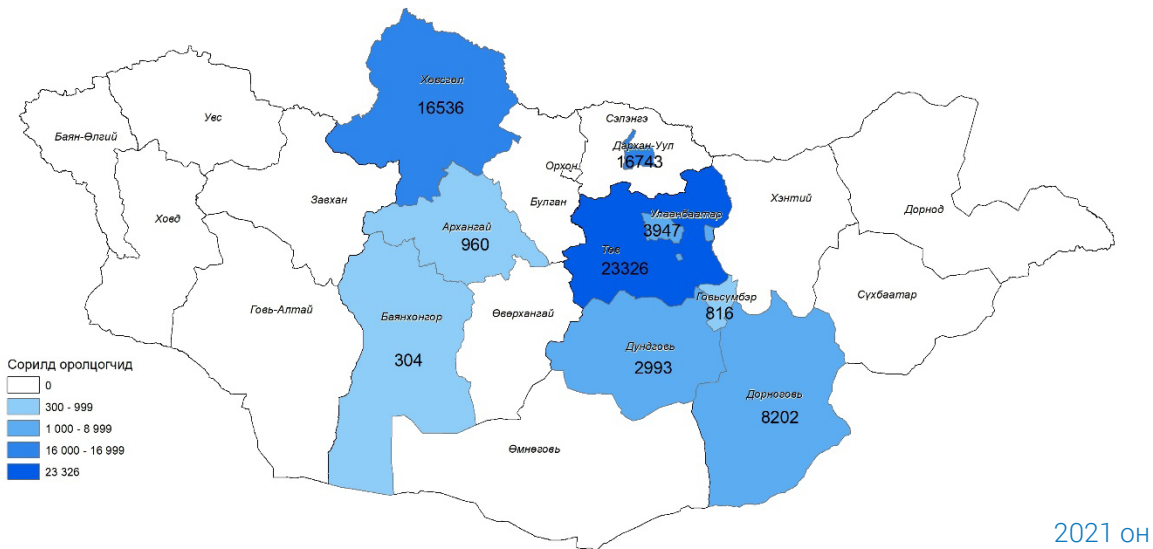 Хөвсгөл
16536
Увс
Баян-Өлгий
Сэлэнгэ
Дархан-Уул
16743
Орхон
Завхан
Булган
Хэнтий
Ховд
Дорнод
Архангай
960
Улаанбаатар
3947
Төв
23326
Говь-Алтай
Баянхонгор
304
Өвөрхангай
Говьсүмбэр
816
Сүхбаатар
Дундговь
2993
Дорноговь
8202
Өмнөговь
Сорилд оролцогчид
0
300 - 999
1 000 - 8 999
16 000 - 16 999
23 326
2021 он